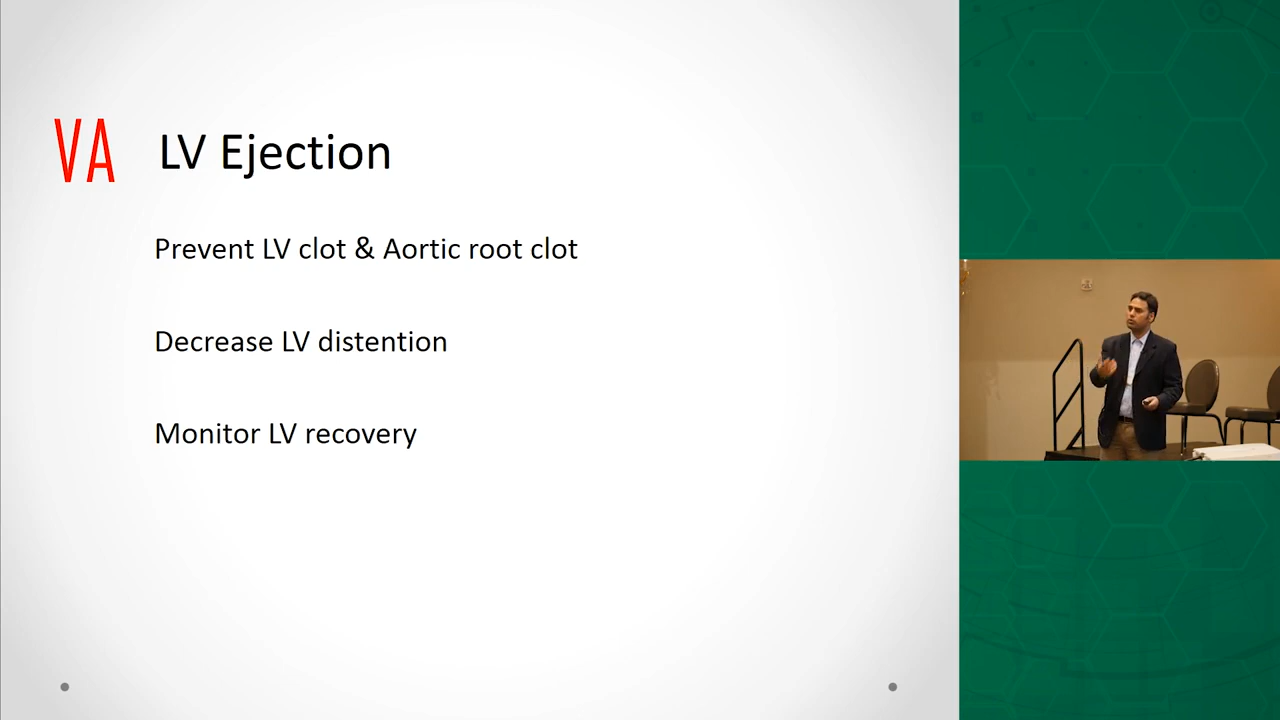 VA LV Ejection
Prevent LV clot & Aortic root clot
Decrease LV distention
Monitor LV recovery